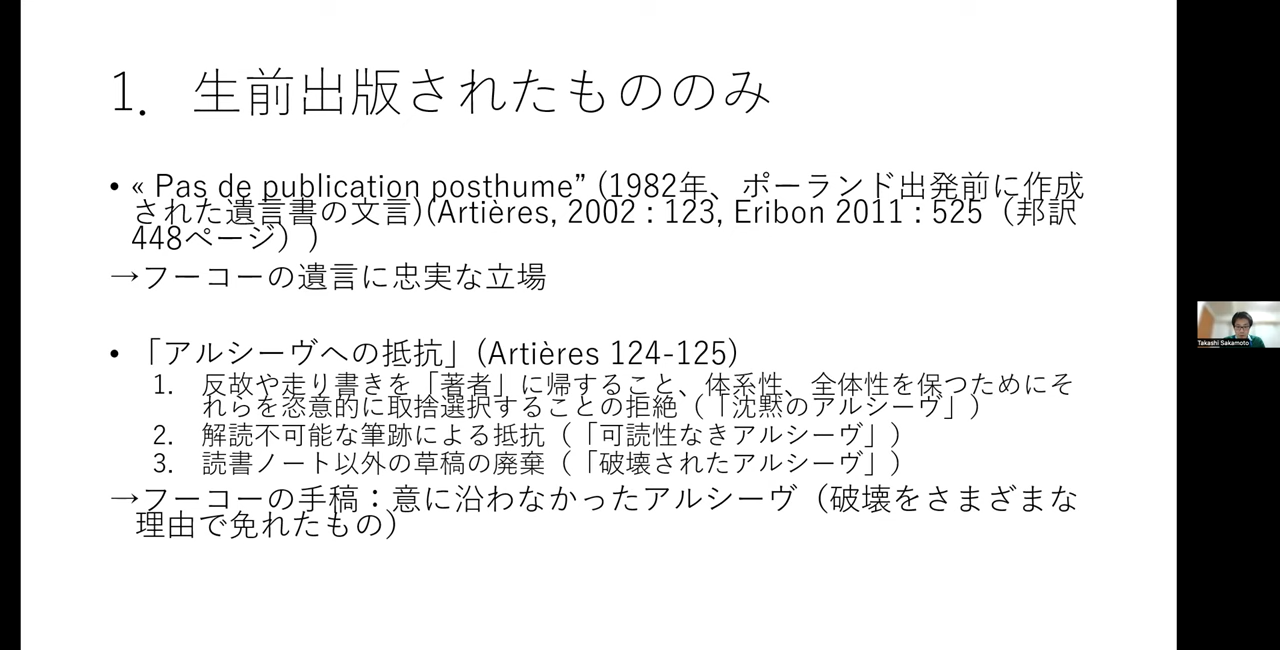 1. 生前出版されたもののみ
• « Pas de publication posthume” (1982年、ポーランド出発前に作成
された遺言書の文言)(Artières, 2002 : 123, Eribon 2011 : 525（邦訳
448ページ）)
→フーコーの遺言に忠実な立場
• 「アルシーヴへの抵抗」(Artières 124-125)
1. 反故や走り書きを「著者」に帰すること、体系性、全体性を保つためにそ
れらを恣意的に取捨選択することの拒絶（「沈黙のアルシーヴ」）
2. 解読不可能な筆跡による抵抗（「可読性なきアルシーヴ」）
3. 読書ノート以外の草稿の廃棄（「破壊されたアルシーヴ」）
→フーコーの手稿：意に沿わなかったアルシーヴ（破壊をさまざまな
理由で免れたもの）
Takashi Sakamoto